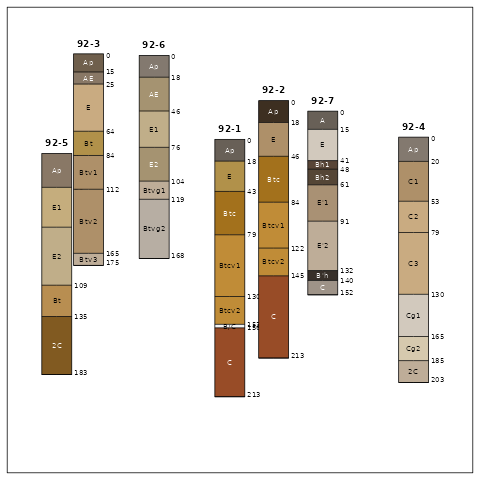 92-3
0
Ap
15
AE
25
E
64
Bt
84
Btv1
112
Btv2
165
Btv3
175
92-6
0
Ap
18
AE
46
E1
76
E2
104
Btvg1
119
Btvg2
168
92-5
Ap
E1
E2
109
Bt
135
2C
183
92-1
0
Ap
18
E
43
Btc
79
Btcv1
130
Btcv2
B/C
C
213
92-2
0
Ap
18
E
46
Btc
84
Btcv1
122
Btcv2
145
C
213
92-7
0
A
15
E
41
Bh1
48
Bh2
61
E'1
91
E'2
132
B'h
140
C
152
92-4
0
Ap
20
C1
53
C2
79
C3
130
Cg1
165
Cg2
185
2C
203